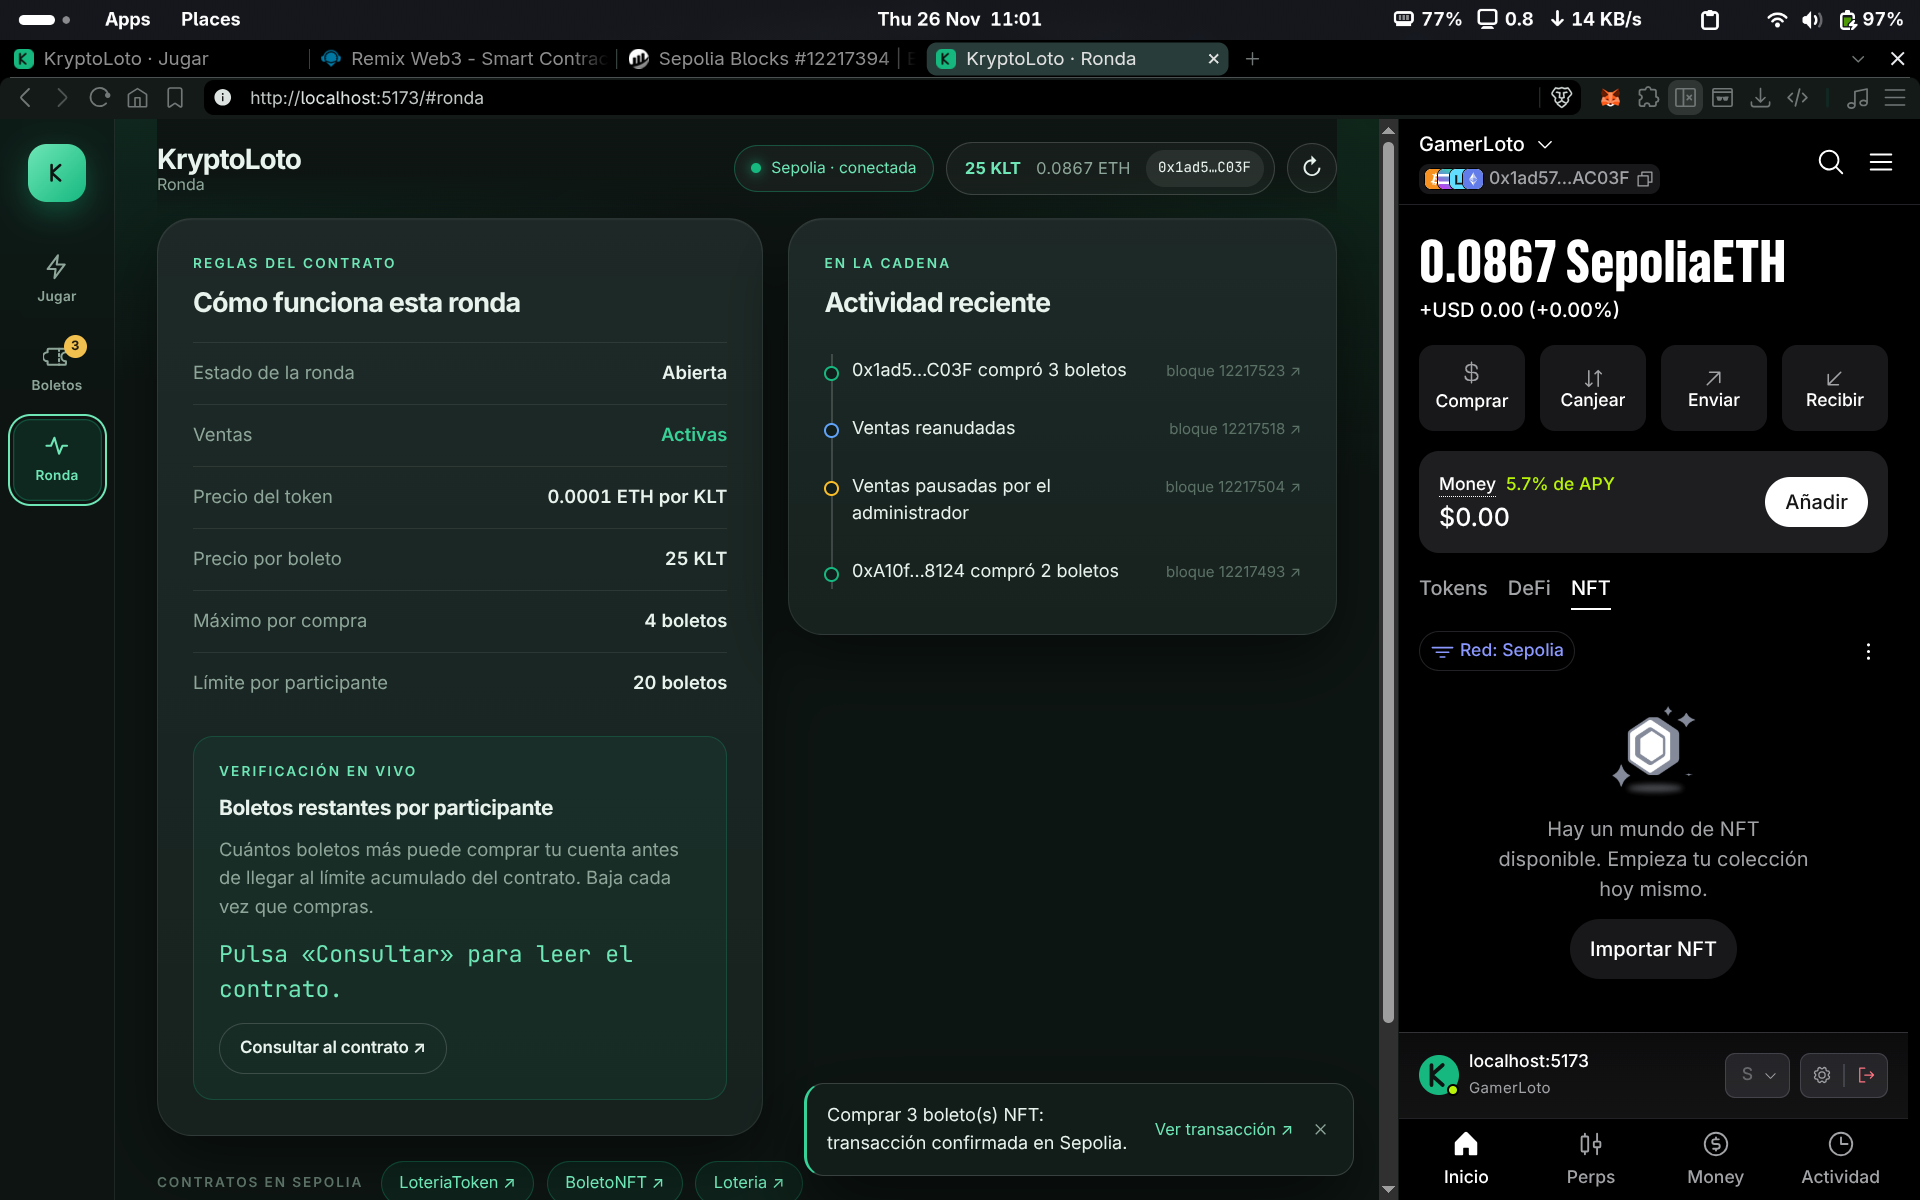 Apps Places Thu 26 Nov 11:01 77% 0.8 14 KB/s 97%
KryptoLoto · Jugar Remix Web3 - Smart Contrac Sepolia Blocks #12217394 KryptoLoto · Ronda
http://localhost:5173/#ronda
K
Jugar
3
Boletos
Ronda
KryptoLoto
Ronda
Sepolia · conectada
25 KLT 0.0867 ETH 0x1ad5…C03F
REGLAS DEL CONTRATO
Cómo funciona esta ronda
Estado de la ronda Abierta
Ventas Activas
Precio del token 0.0001 ETH por KLT
Precio por boleto 25 KLT
Máximo por compra 4 boletos
Límite por participante 20 boletos
VERIFICACIÓN EN VIVO
Boletos restantes por participante
Cuántos boletos más puede comprar tu cuenta antes
de llegar al límite acumulado del contrato. Baja cada
vez que compras.
Pulsa «Consultar» para leer el
contrato.
Consultar al contrato ↗
EN LA CADENA
Actividad reciente
0x1ad5…C03F compró 3 boletos bloque 12217523 ↗
Ventas reanudadas bloque 12217518 ↗
Ventas pausadas por el bloque 12217504 ↗
administrador
0xA10f…8124 compró 2 boletos bloque 12217493 ↗
Comprar 3 boleto(s) NFT:
transacción confirmada en Sepolia.
Ver transacción ↗
CONTRATOS EN SEPOLIA LoteriaToken ↗ BoletoNFT ↗ Loteria ↗
GamerLoto
0x1ad57...AC03F
0.0867 SepoliaETH
+USD 0.00 (+0.00%)
Comprar Canjear Enviar Recibir
Money 5.7% de APY
$0.00
Añadir
Tokens DeFi NFT
Red: Sepolia
Hay un mundo de NFT
disponible. Empieza tu colección
hoy mismo.
Importar NFT
K
localhost:5173
GamerLoto
S
Inicio Perps Money Actividad